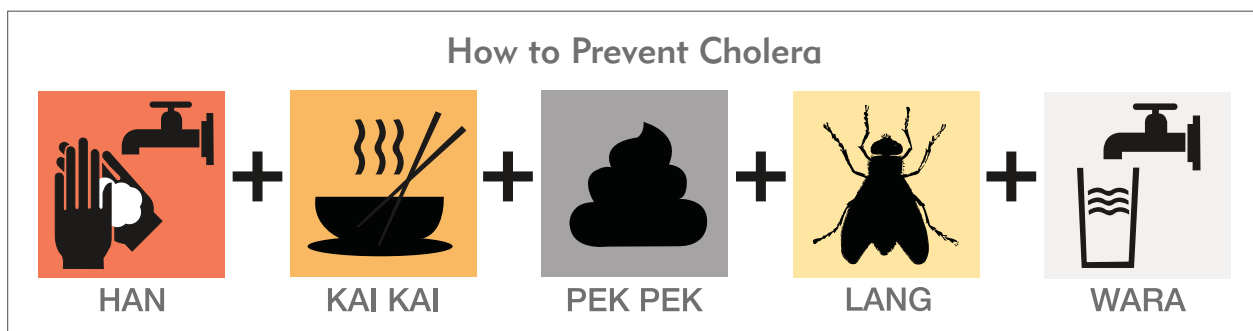 How to Prevent Cholera
HAN + KAI KAI + PEK PEK + LANG + WARA